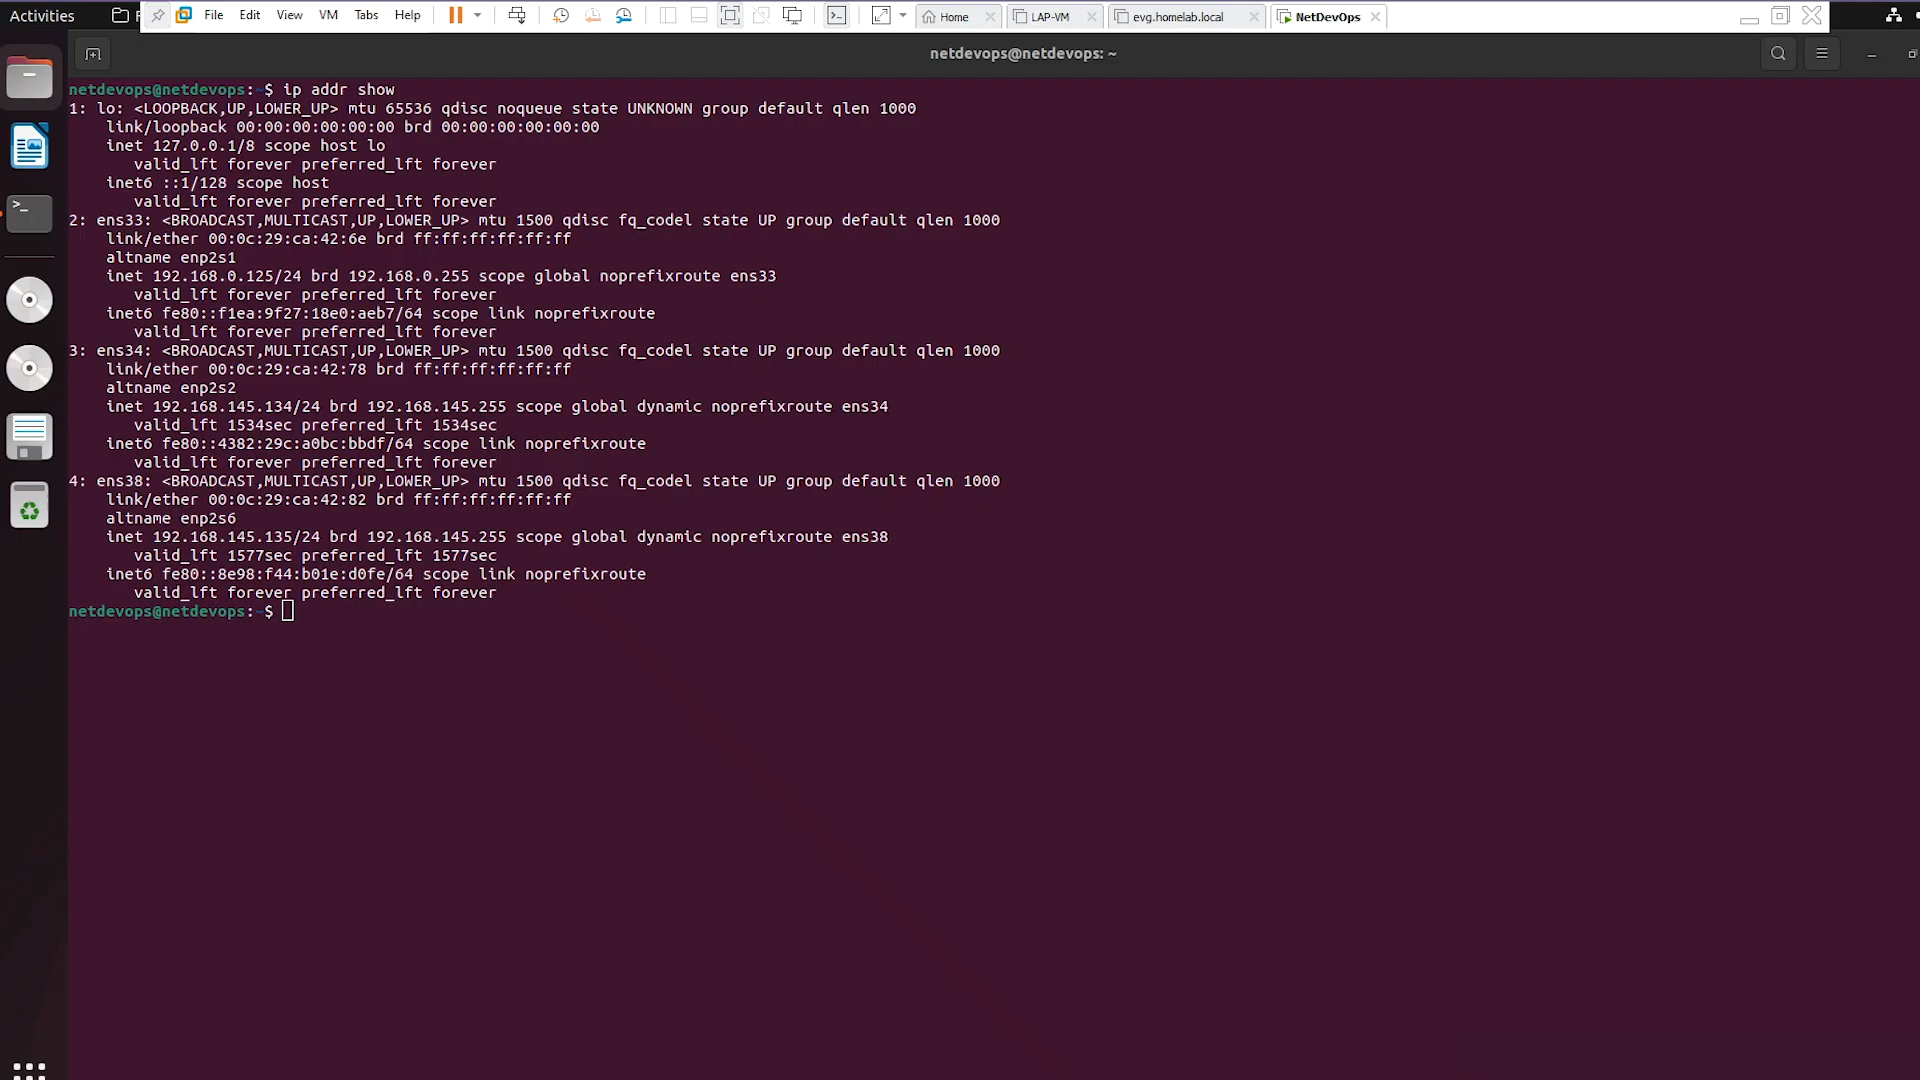 Activities
F
File Edit View VM Tabs Help
Home
LAP-VM
evg.homelab.local
NetDevOps
netdevops@netdevops: ~
netdevops@netdevops:~$ ip addr show
1: lo: <LOOPBACK,UP,LOWER_UP> mtu 65536 qdisc noqueue state UNKNOWN group default qlen 1000
    link/loopback 00:00:00:00:00:00 brd 00:00:00:00:00:00
    inet 127.0.0.1/8 scope host lo
       valid_lft forever preferred_lft forever
    inet6 ::1/128 scope host
       valid_lft forever preferred_lft forever
2: ens33: <BROADCAST,MULTICAST,UP,LOWER_UP> mtu 1500 qdisc fq_codel state UP group default qlen 1000
    link/ether 00:0c:29:ca:42:6e brd ff:ff:ff:ff:ff:ff
    altname enp2s1
    inet 192.168.0.125/24 brd 192.168.0.255 scope global noprefixroute ens33
       valid_lft forever preferred_lft forever
    inet6 fe80::f1ea:9f27:18e0:aeb7/64 scope link noprefixroute
       valid_lft forever preferred_lft forever
3: ens34: <BROADCAST,MULTICAST,UP,LOWER_UP> mtu 1500 qdisc fq_codel state UP group default qlen 1000
    link/ether 00:0c:29:ca:42:78 brd ff:ff:ff:ff:ff:ff
    altname enp2s2
    inet 192.168.145.134/24 brd 192.168.145.255 scope global dynamic noprefixroute ens34
       valid_lft 1534sec preferred_lft 1534sec
    inet6 fe80::4382:29c:a0bc:bbdf/64 scope link noprefixroute
       valid_lft forever preferred_lft forever
4: ens38: <BROADCAST,MULTICAST,UP,LOWER_UP> mtu 1500 qdisc fq_codel state UP group default qlen 1000
    link/ether 00:0c:29:ca:42:82 brd ff:ff:ff:ff:ff:ff
    altname enp2s6
    inet 192.168.145.135/24 brd 192.168.145.255 scope global dynamic noprefixroute ens38
       valid_lft 1577sec preferred_lft 1577sec
    inet6 fe80::8e98:f44:b01e:d0fe/64 scope link noprefixroute
       valid_lft forever preferred_lft forever
netdevops@netdevops:~$